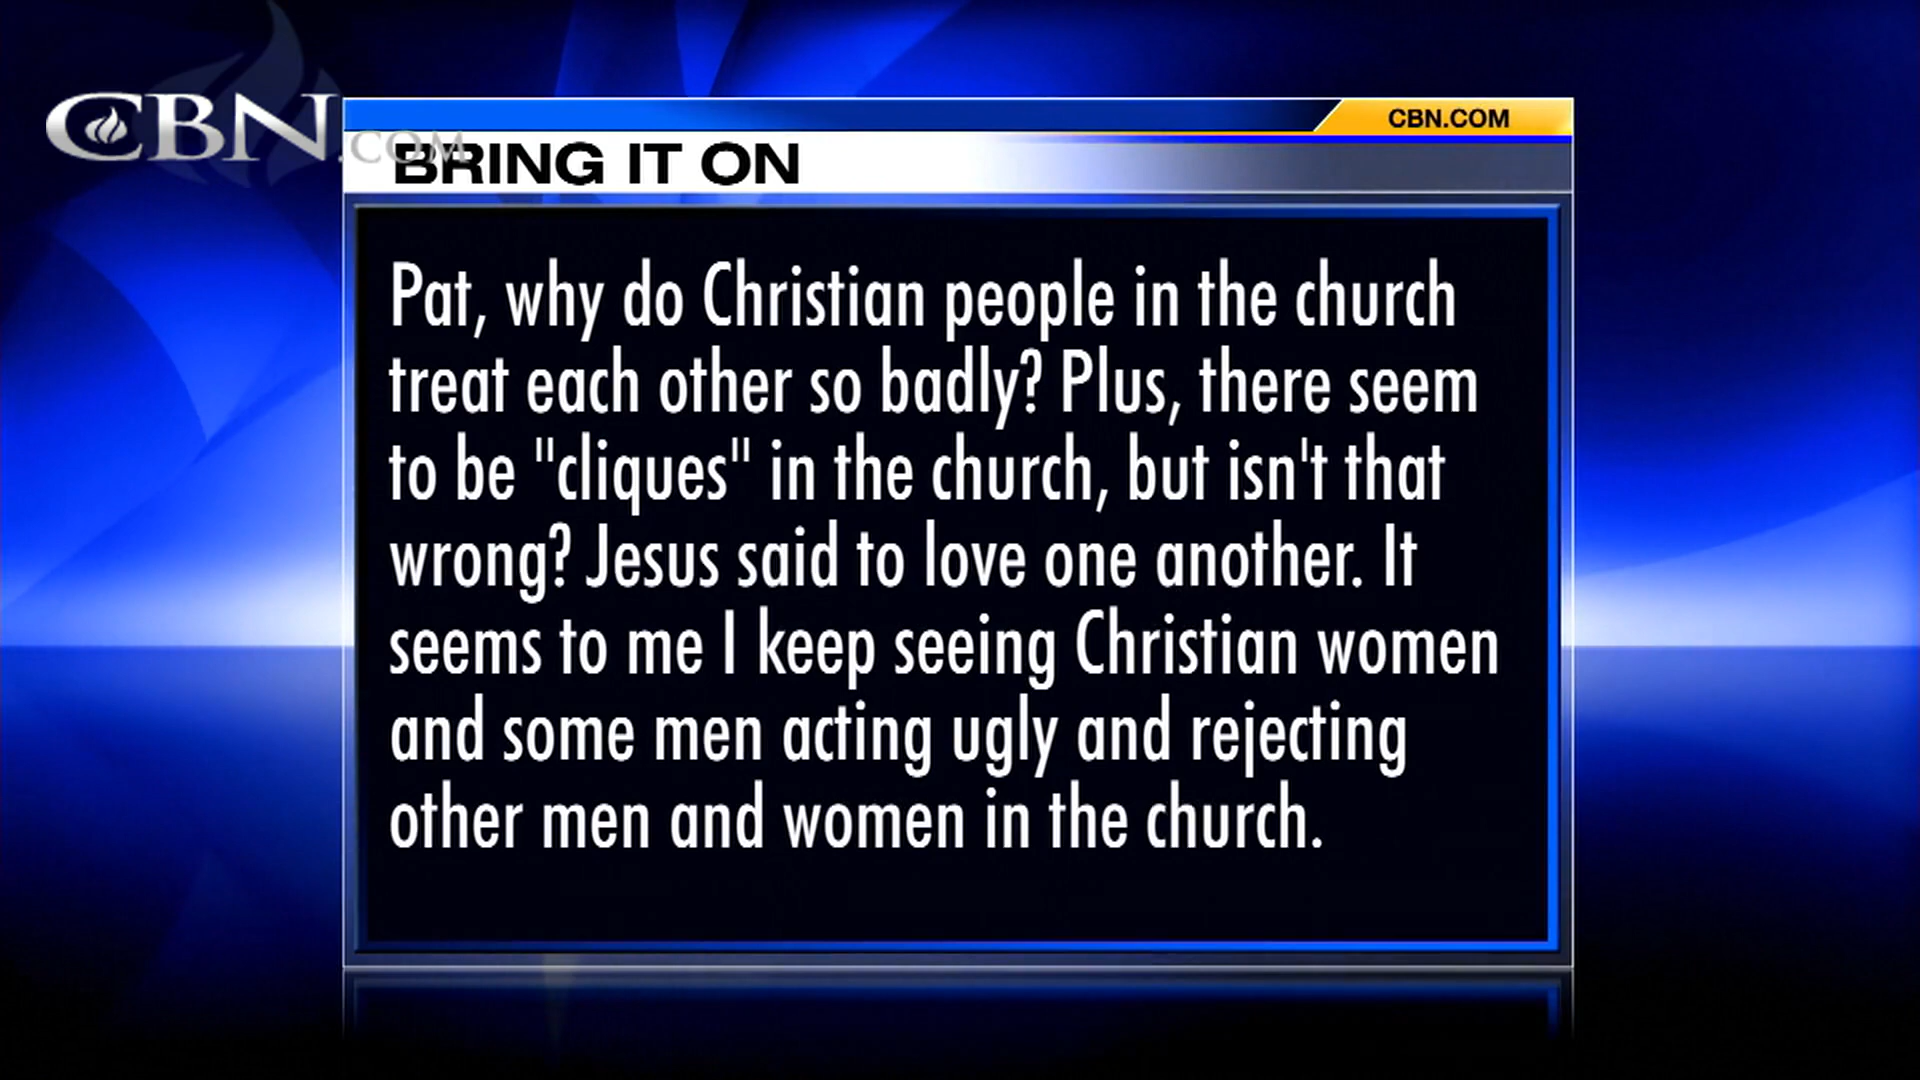 CBN.COM
CBN.COM
BRING IT ON
Pat, why do Christian people in the church
treat each other so badly? Plus, there seem
to be "cliques" in the church, but isn't that
wrong? Jesus said to love one another. It
seems to me I keep seeing Christian women
and some men acting ugly and rejecting
other men and women in the church.